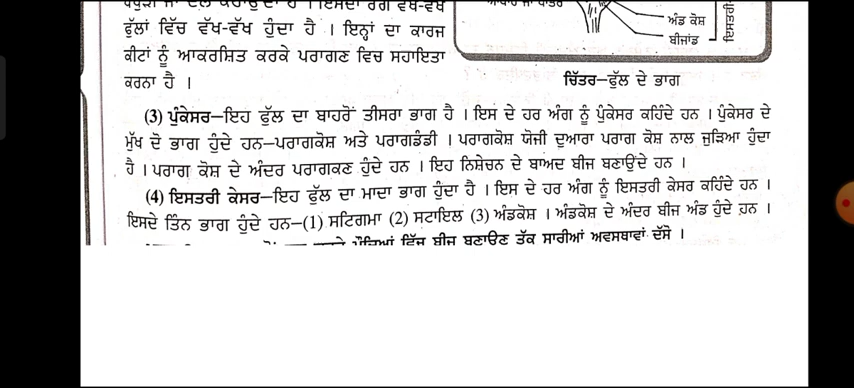 ਫੁੱਲਾਂ ਵਿੱਚ ਵੱਖ-ਵੱਖ ਹੁੰਦਾ ਹੈ । ਇਨ੍ਹਾਂ ਦਾ ਕਾਰਜ
ਕੀਟਾਂ ਨੂੰ ਆਕਰਸ਼ਿਤ ਕਰਕੇ ਪਰਾਗਣ ਵਿਚ ਸਹਾਇਤਾ
ਕਰਨਾ ਹੈ ।
ਅੰਡ ਕੋਸ਼
ਬੀਜਾਂਡ
ਇਸਤਰੀ
ਚਿੱਤਰ—ਫੁੱਲ ਦੇ ਭਾਗ
(3) ਪੁੰਕੇਸਰ—ਇਹ ਫੁੱਲ ਦਾ ਬਾਹਰੋਂ ਤੀਸਰਾ ਭਾਗ ਹੈ । ਇਸ ਦੇ ਹਰ ਅੰਗ ਨੂੰ ਪੁੰਕੇਸਰ ਕਹਿੰਦੇ ਹਨ । ਪੁੰਕੇਸਰ ਦੇ
ਮੁੱਖ ਦੋ ਭਾਗ ਹੁੰਦੇ ਹਨ—ਪਰਾਗਕੋਸ਼ ਅਤੇ ਪਰਾਗਡੰਡੀ । ਪਰਾਗਕੋਸ਼ ਯੋਜੀ ਦੁਆਰਾ ਪਰਾਗ ਕੋਸ਼ ਨਾਲ ਜੁੜਿਆ ਹੁੰਦਾ
ਹੈ । ਪਰਾਗ ਕੋਸ਼ ਦੇ ਅੰਦਰ ਪਰਾਗਕਣ ਹੁੰਦੇ ਹਨ । ਇਹ ਨਿਸ਼ੇਚਨ ਦੇ ਬਾਅਦ ਬੀਜ ਬਣਾਉਂਦੇ ਹਨ ।
(4) ਇਸਤਰੀ ਕੇਸਰ—ਇਹ ਫੁੱਲ ਦਾ ਮਾਦਾ ਭਾਗ ਹੁੰਦਾ ਹੈ । ਇਸ ਦੇ ਹਰ ਅੰਗ ਨੂੰ ਇਸਤਰੀ ਕੇਸਰ ਕਹਿੰਦੇ ਹਨ ।
ਇਸਦੇ ਤਿੰਨ ਭਾਗ ਹੁੰਦੇ ਹਨ—(1) ਸਟਿਗਮਾ (2) ਸਟਾਇਲ (3) ਅੰਡਕੋਸ਼ । ਅੰਡਕੋਸ਼ ਦੇ ਅੰਦਰ ਬੀਜ ਅੰਡ ਹੁੰਦੇ ਹਨ ।
ਵਿੱਚ ਬੀਜ ਬਣਾਉਣ ਤੱਕ ਸਾਰੀਆਂ ਅਵਸਥਾਵਾਂ ਦੱਸੋ ।